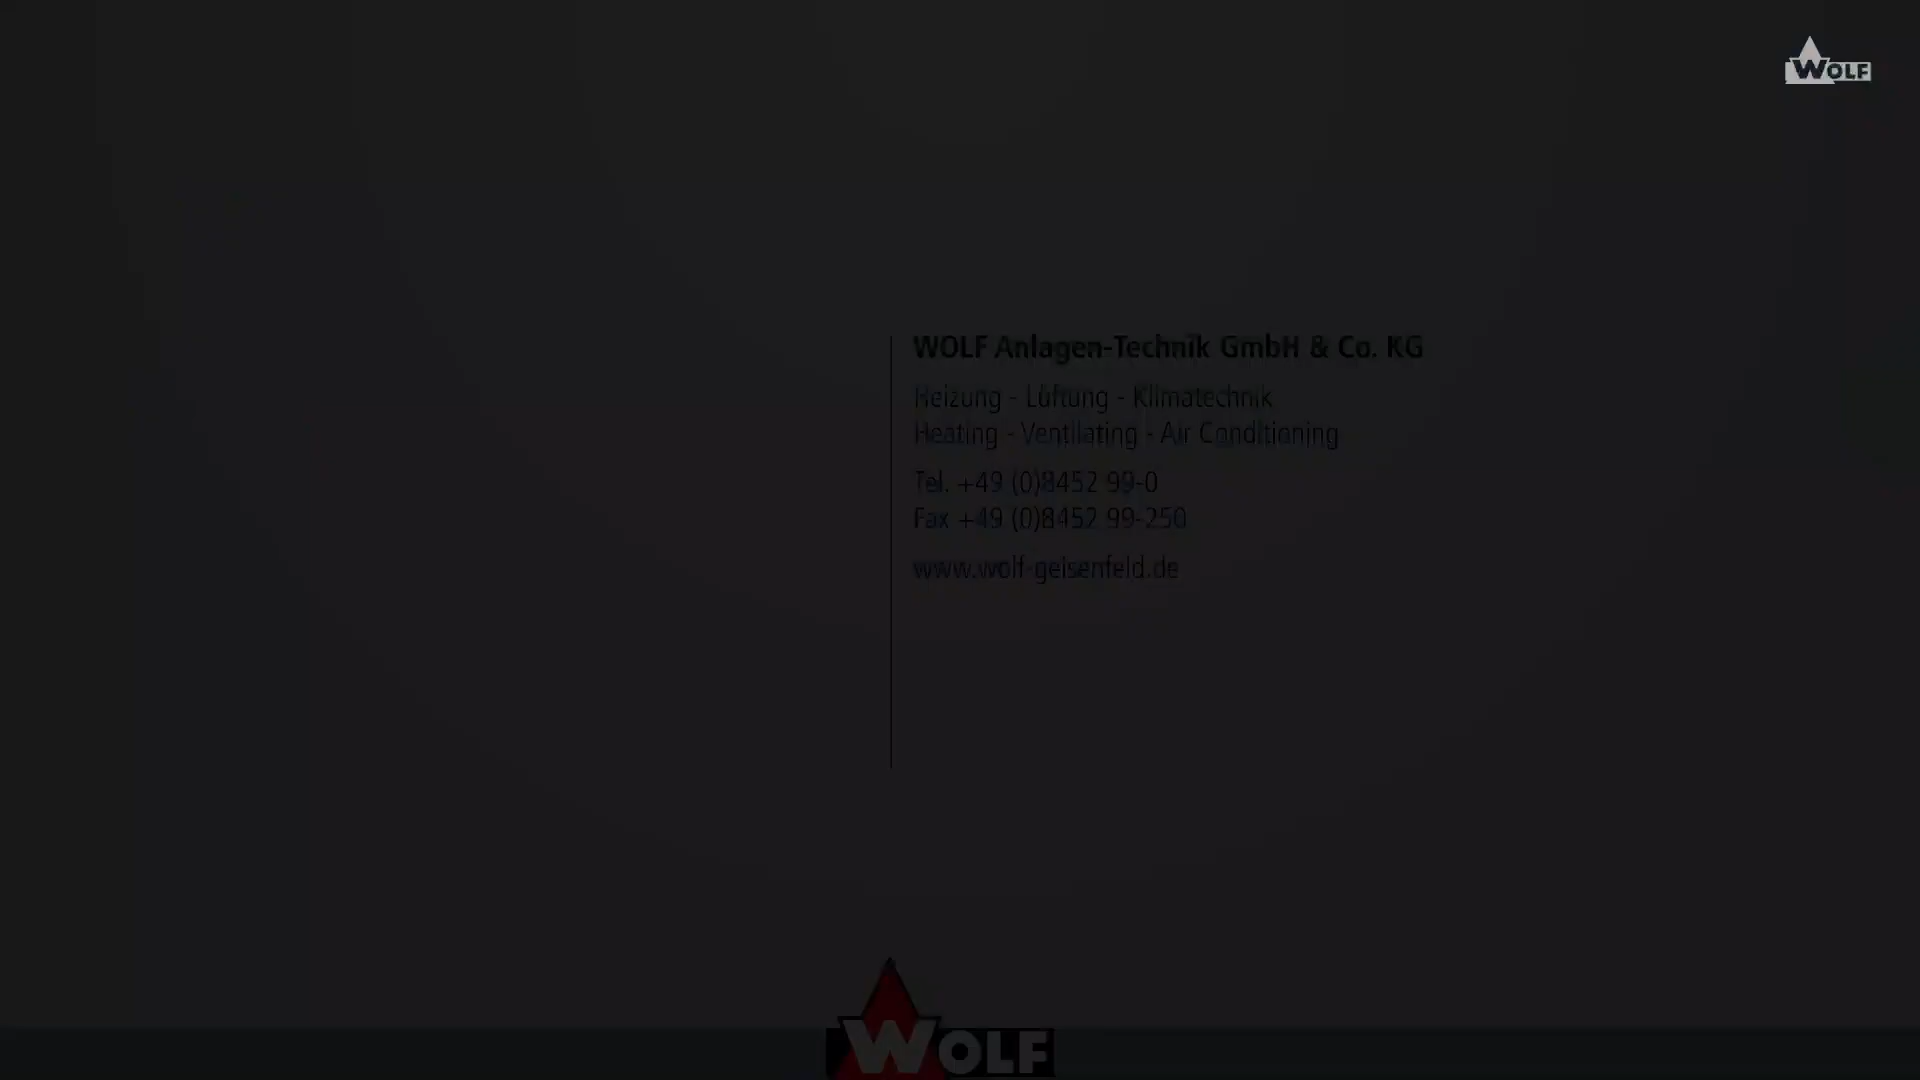 WOLF
WOLF Anlagen-Technik GmbH & Co. KG
Heizung - Lüftung - Klimatechnik
Heating - Ventilating - Air Conditioning
Tel. +49 (0)8452 99-0
Fax +49 (0)8452 99-250
www.wolf-geisenfeld.de
WOLF